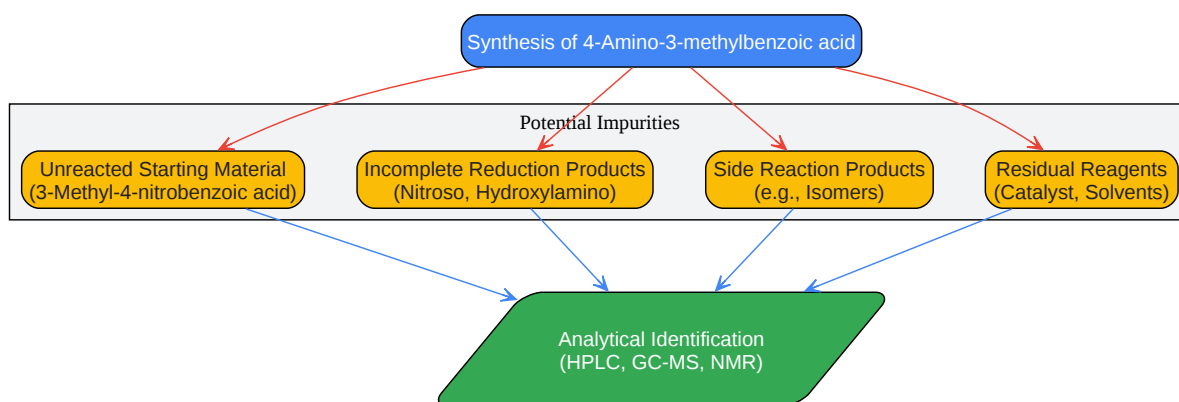 Synthesis of 4-Amino-3-methylbenzoic acid
Potential Impurities
Unreacted Starting Material
(3-Methyl-4-nitrobenzoic acid)
Incomplete Reduction Products
(Nitroso, Hydroxylamino)
Side Reaction Products
(e.g., Isomers)
Residual Reagents
(Catalyst, Solvents)
Analytical Identification
(HPLC, GC-MS, NMR)